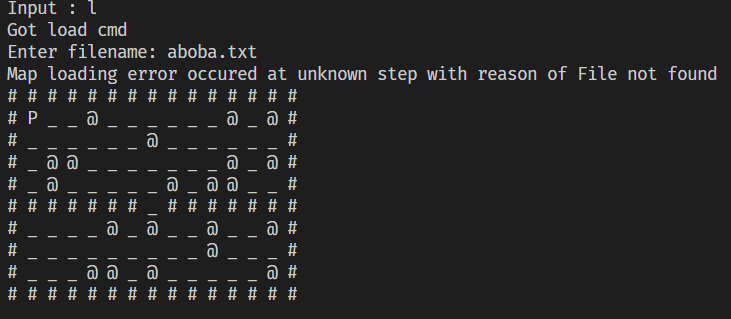 Input : l
Got load cmd
Enter filename: aboba.txt
Map loading error occured at unknown step with reason of File not found
# # # # # # # # # # # # # # #
# P _ _ @ _ _ _ _ _ _ @ _ @ #
# _ _ _ _ _ _ @ _ _ _ _ _ _ #
# _ @ @ _ _ _ _ _ _ _ @ _ @ #
# _ @ _ _ _ _ _ @ _ @ @ _ _ #
# # # # # # # _ # # # # # # #
# _ _ _ _ @ _ @ _ _ @ _ _ @ #
# _ _ _ _ _ _ _ _ _ @ _ _ _ #
# _ _ _ @ @ _ @ _ _ _ _ _ @ #
# # # # # # # # # # # # # # #